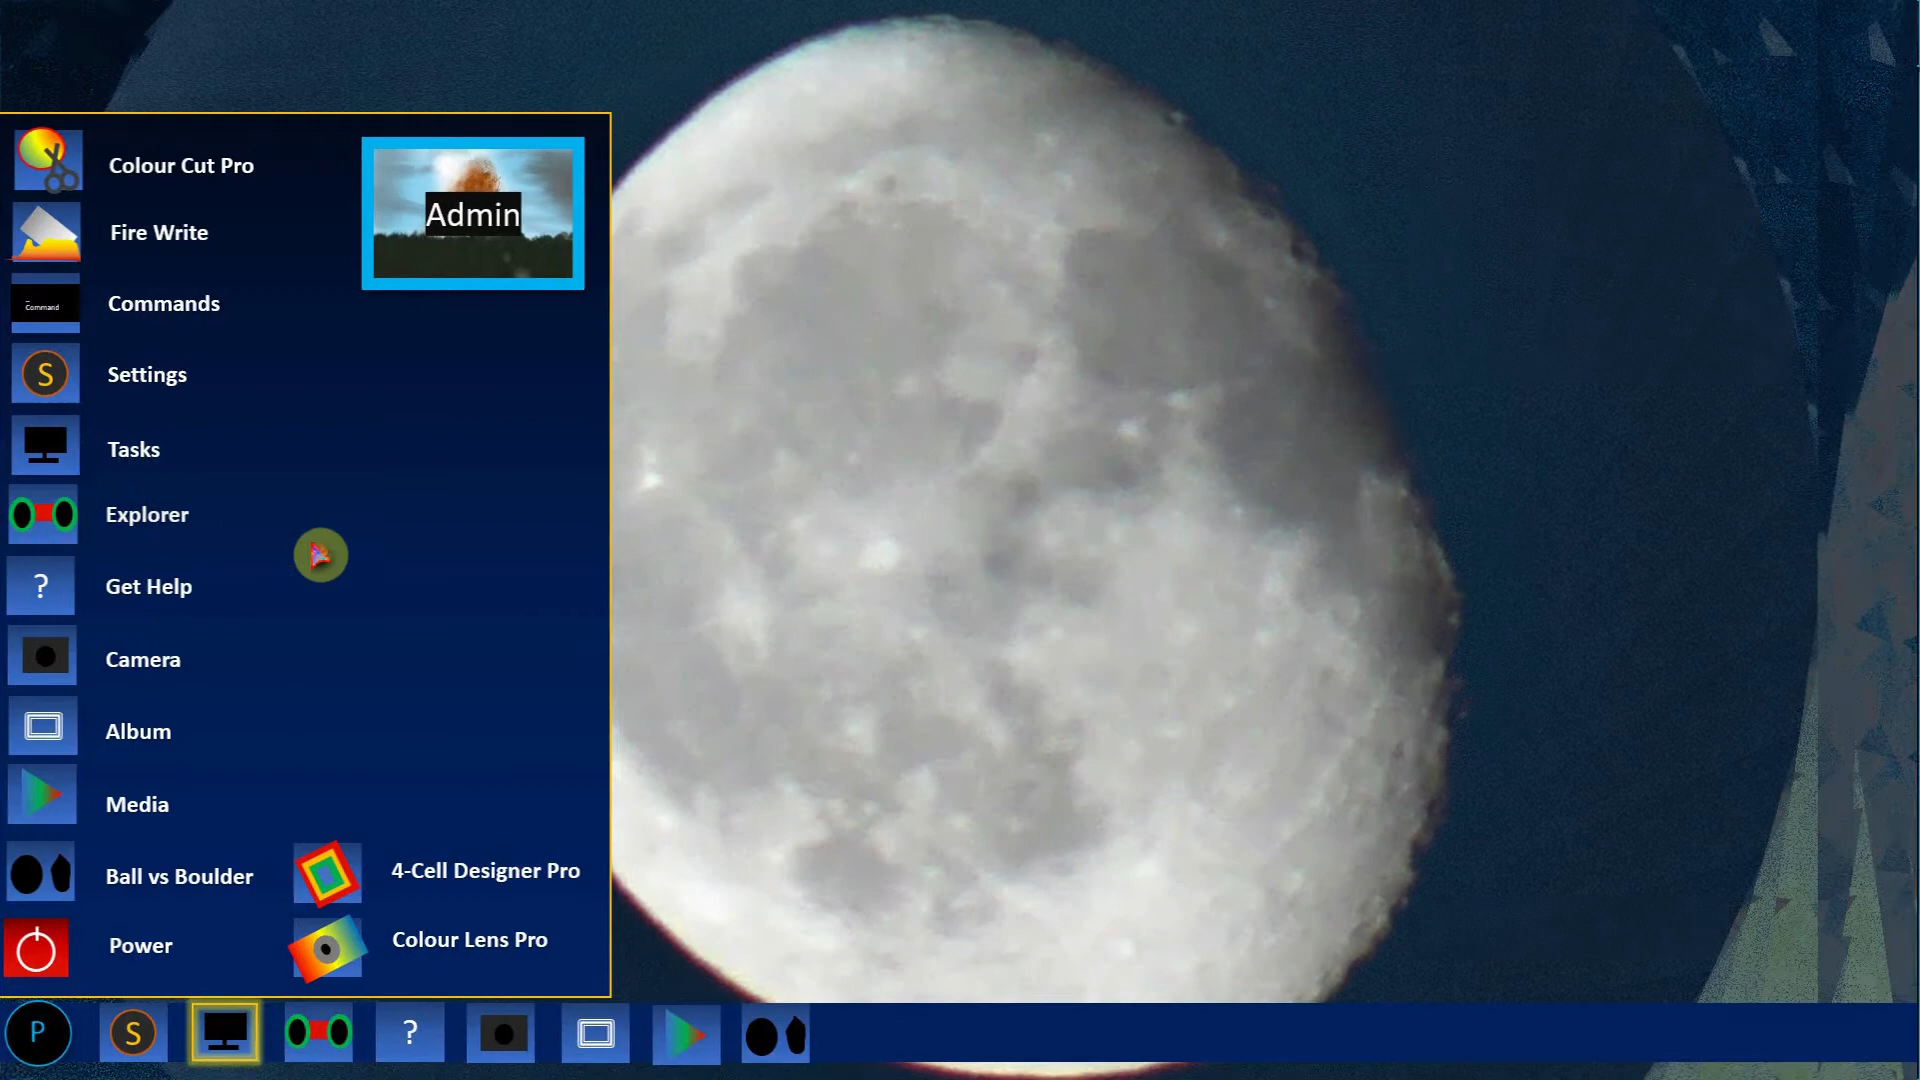 Colour Cut Pro
Admin
Fire Write
Command
Commands
S
Settings
Tasks
Explorer
?
Get Help
Camera
Album
Media
Ball vs Boulder
4-Cell Designer Pro
Power
Colour Lens Pro
P
S
?